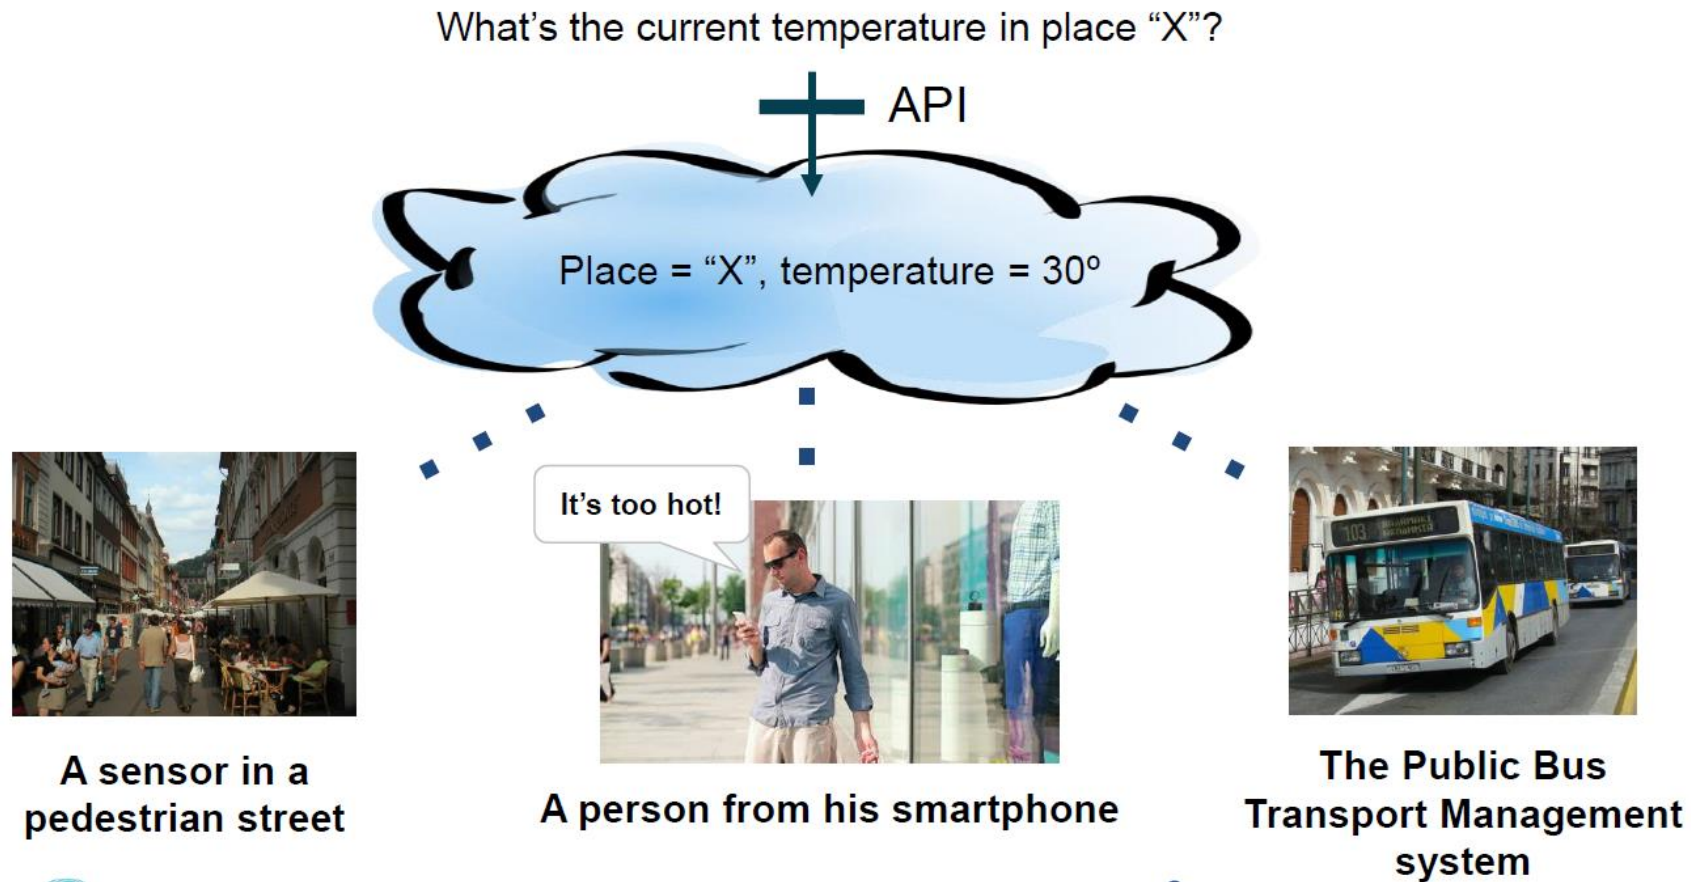 What's the current temperature in place “X”?
API
Place = “X”, temperature = 30º
It's too hot!
103
A sensor in a
pedestrian street
A person from his smartphone
The Public Bus
Transport Management
system